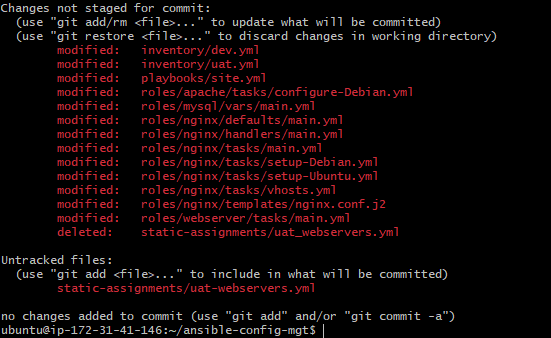 Changes not staged for commit:
  (use "git add/rm <file>..." to update what will be committed)
  (use "git restore <file>..." to discard changes in working directory)
        modified:   inventory/dev.yml
        modified:   inventory/uat.yml
        modified:   playbooks/site.yml
        modified:   roles/apache/tasks/configure-Debian.yml
        modified:   roles/mysql/vars/main.yml
        modified:   roles/nginx/defaults/main.yml
        modified:   roles/nginx/handlers/main.yml
        modified:   roles/nginx/tasks/main.yml
        modified:   roles/nginx/tasks/setup-Debian.yml
        modified:   roles/nginx/tasks/setup-Ubuntu.yml
        modified:   roles/nginx/tasks/vhosts.yml
        modified:   roles/nginx/templates/nginx.conf.j2
        modified:   roles/webserver/tasks/main.yml
        deleted:    static-assignments/uat_webservers.yml
Untracked files:
  (use "git add <file>..." to include in what will be committed)
        static-assignments/uat-webservers.yml
no changes added to commit (use "git add" and/or "git commit -a")
ubuntu@ip-172-31-41-146:~/ansible-config-mgt$